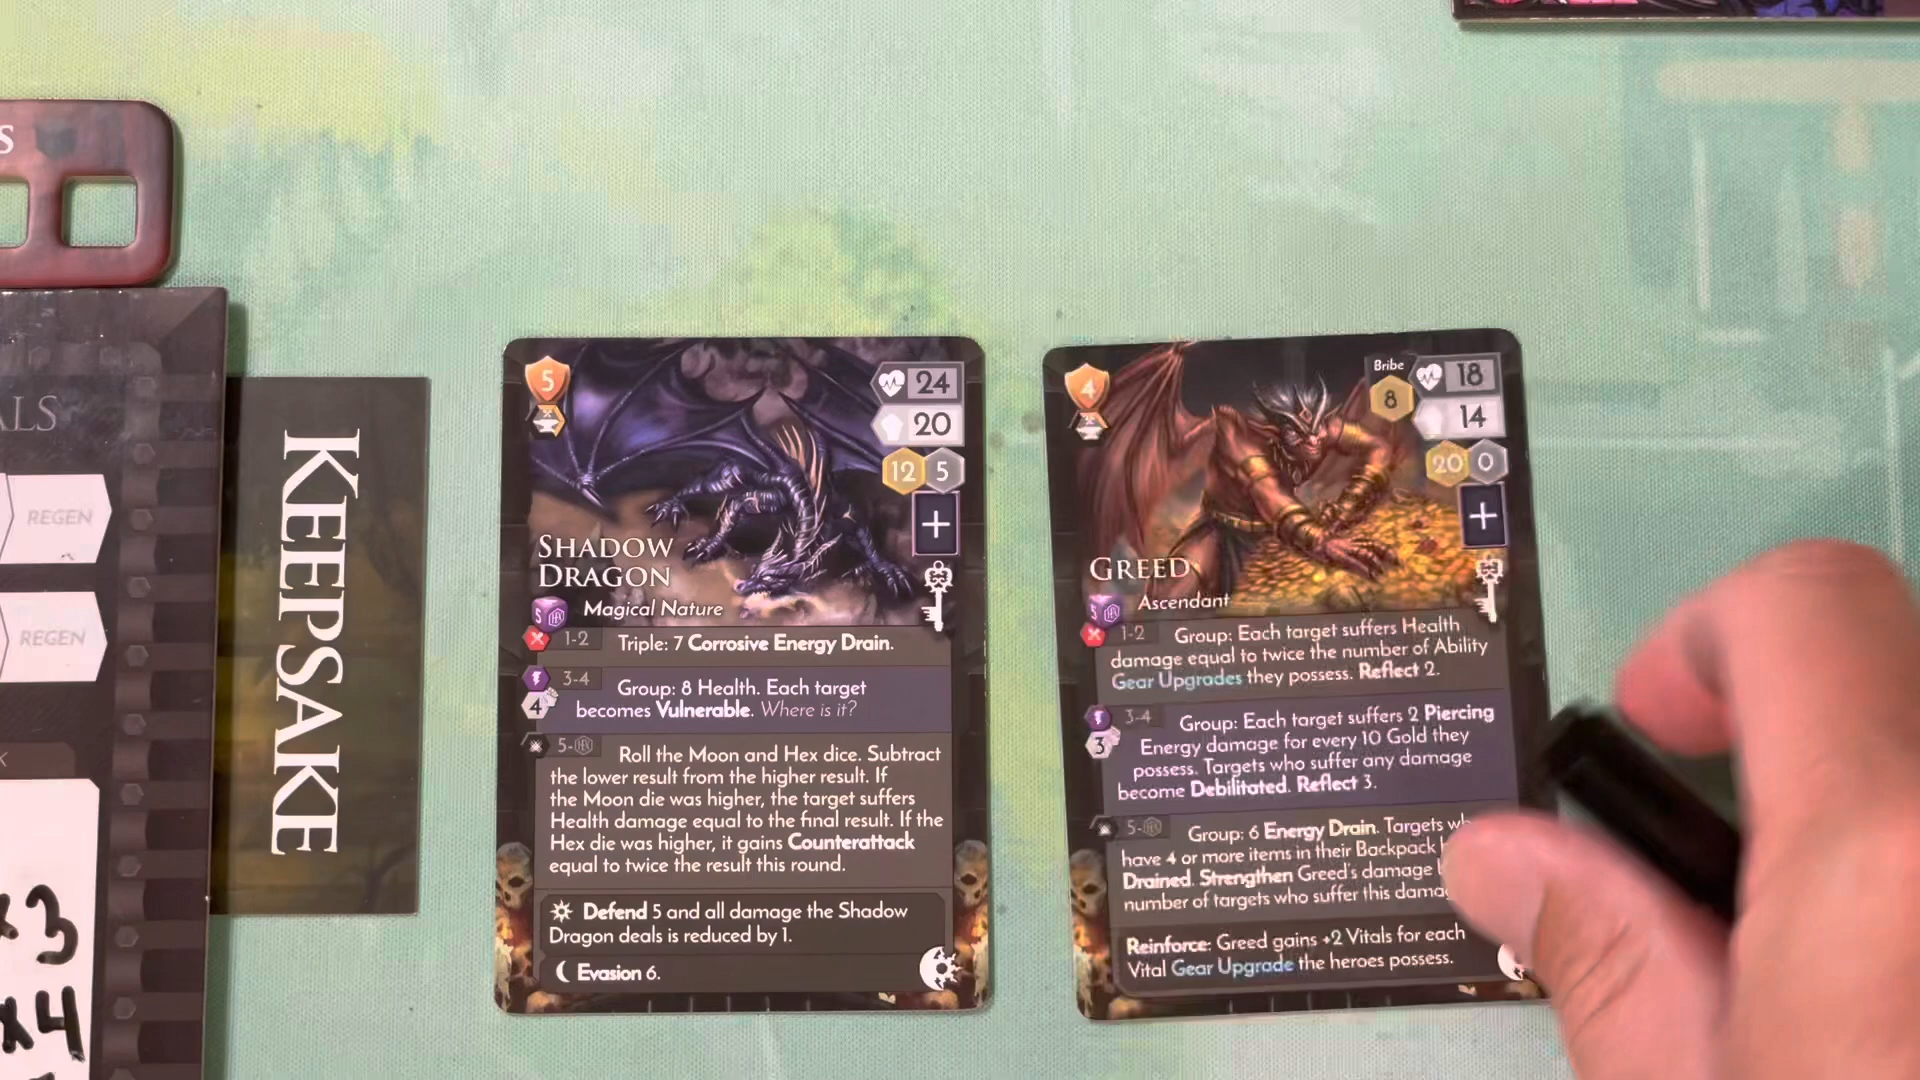 S
ALS
REGEN
REGEN
K
x3
x4
KEEPSAKE
5
24
20
12 5
+
SHADOW
DRAGON
5 HEX
Magical Nature
1-2 Triple: 7 Corrosive Energy Drain.
3-4 Group: 8 Health. Each target
4 becomes Vulnerable. Where is it?
5-HEX Roll the Moon and Hex dice. Subtract
the lower result from the higher result. If
the Moon die was higher, the target suffers
Health damage equal to the final result. If the
Hex die was higher, it gains Counterattack
equal to twice the result this round.
Defend 5 and all damage the Shadow
Dragon deals is reduced by 1.
Evasion 6.
4
Bribe
8
18
14
20 0
+
GREED
5 HEX
Ascendant
1-2 Group: Each target suffers Health
damage equal to twice the number of Ability
Gear Upgrades they possess. Reflect 2.
3-4 Group: Each target suffers 2 Piercing
3 Energy damage for every 10 Gold they
possess. Targets who suffer any damage
become Debilitated. Reflect 3.
5-HEX Group: 6 Energy Drain. Targets
have 4 or more items in their Backpack
Drained. Strengthen Greed's damage
number of targets who suffer this
Reinforce: Greed gains +2 Vitals for each
Vital Gear Upgrade the heroes possess.